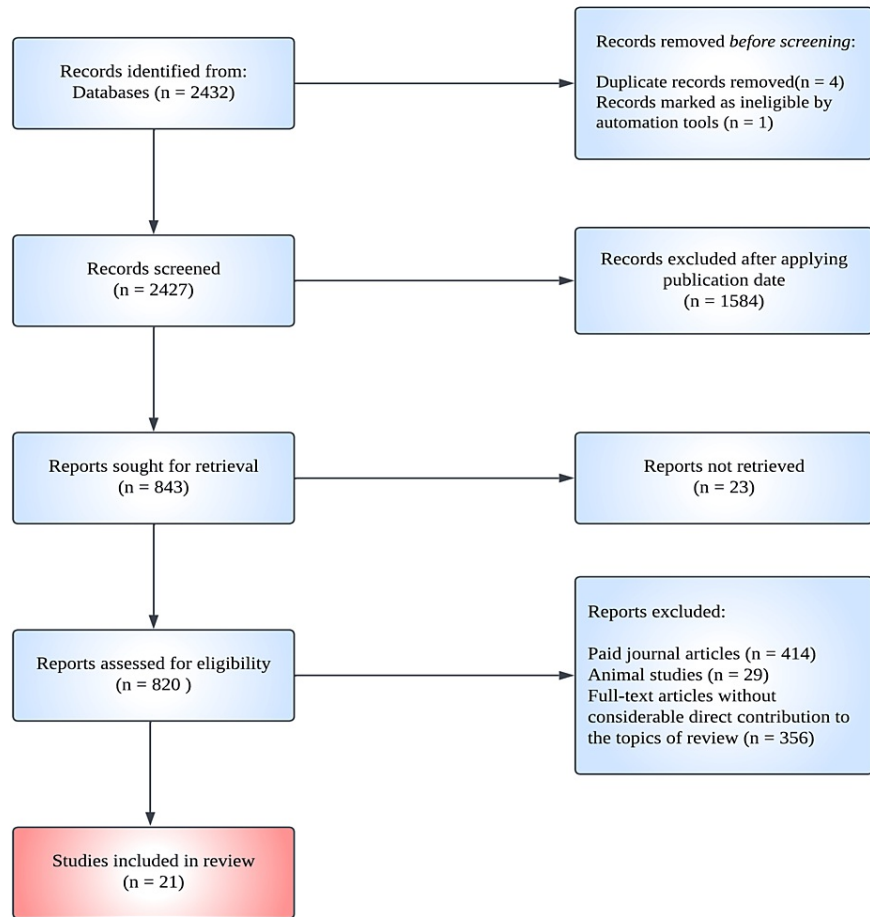 Records identified from:
Databases (n = 2432)
Records removed before screening:
Duplicate records removed(n = 4)
Records marked as ineligible by
automation tools (n = 1)
Records screened
(n = 2427)
Records excluded after applying
publication date
(n = 1584)
Reports sought for retrieval
(n = 843)
Reports not retrieved
(n = 23)
Reports assessed for eligibility
(n = 820 )
Reports excluded:
Paid journal articles (n = 414)
Animal studies (n = 29)
Full-text articles without
considerable direct contribution to
the topics of review (n = 356)
Studies included in review
(n = 21)